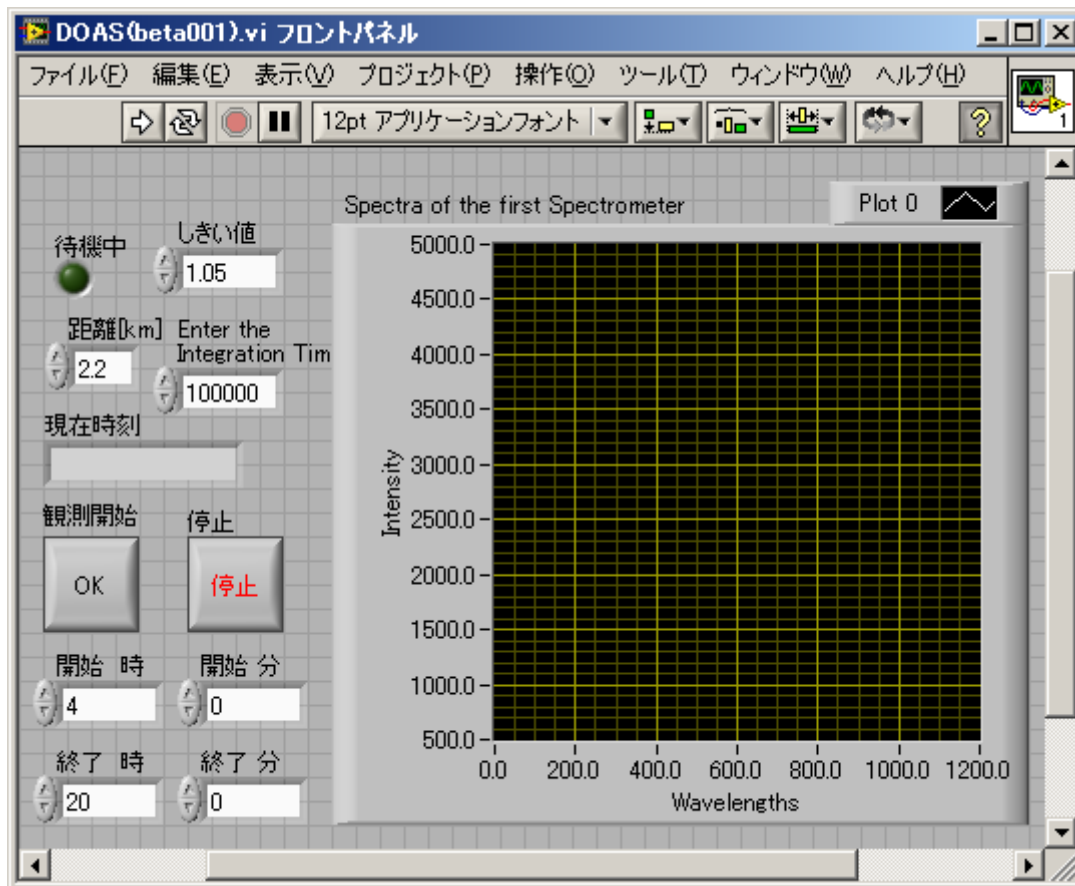 DOAS(beta001).vi フロントパネル
ファイル(F) 編集(E) 表示(V) プロジェクト(P) 操作(O) ツール(T) ウィンドウ(W) ヘルプ(H)
12pt アプリケーションフォント
1
待機中
しきい値
1.05
距離[km]
2.2
Enter the
Integration Tim
100000
現在時刻
観測開始
停止
OK
停止
開始 時
開始 分
4
0
終了 時
終了 分
20
0
Spectra of the first Spectrometer
Plot 0
Intensity
5000.0
4500.0
4000.0
3500.0
3000.0
2500.0
2000.0
1500.0
1000.0
500.0
0.0 200.0 400.0 600.0 800.0 1000.0 1200.0
Wavelengths